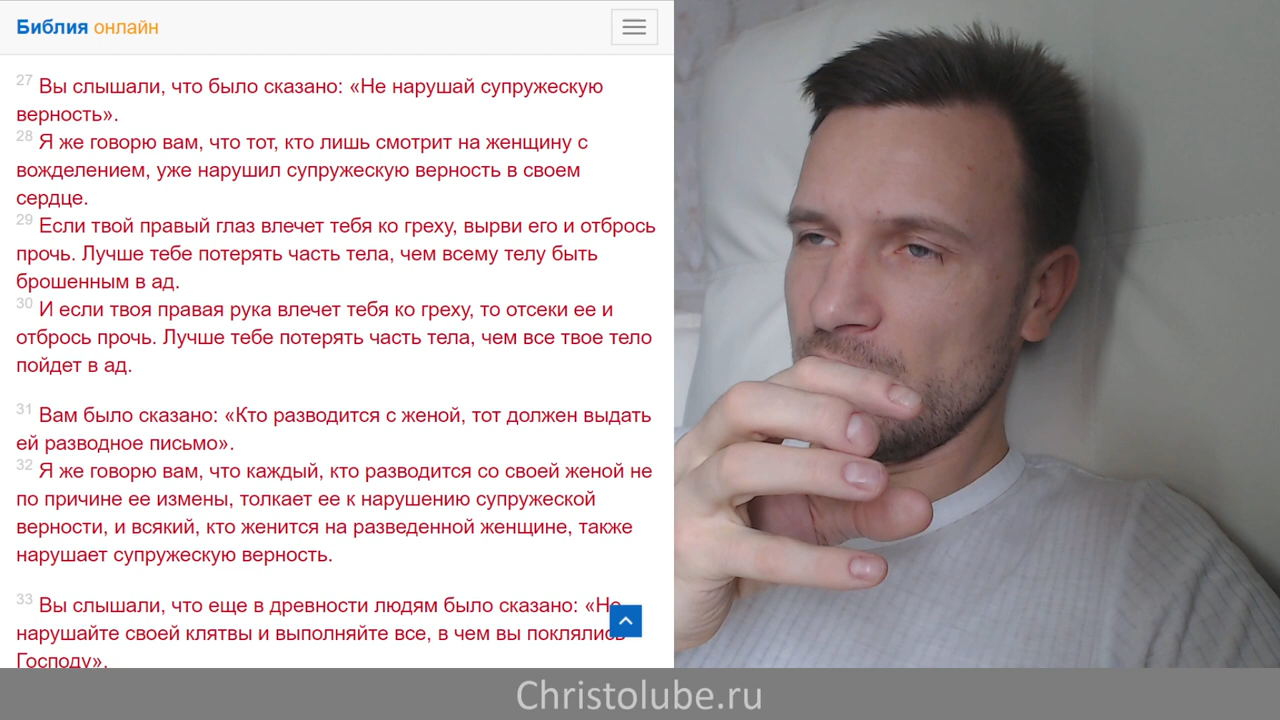 Библия онлайн
27 Вы слышали, что было сказано: «Не нарушай супружескую
верность».
28 Я же говорю вам, что тот, кто лишь смотрит на женщину с
вожделением, уже нарушил супружескую верность в своем
сердце.
29 Если твой правый глаз влечет тебя ко греху, вырви его и отбрось
прочь. Лучше тебе потерять часть тела, чем всему телу быть
брошенным в ад.
30 И если твоя правая рука влечет тебя ко греху, то отсеки ее и
отбрось прочь. Лучше тебе потерять часть тела, чем все твое тело
пойдет в ад.
31 Вам было сказано: «Кто разводится с женой, тот должен выдать
ей разводное письмо».
32 Я же говорю вам, что каждый, кто разводится со своей женой не
по причине ее измены, толкает ее к нарушению супружеской
верности, и всякий, кто женится на разведенной женщине, также
нарушает супружескую верность.
33 Вы слышали, что еще в древности людям было сказано: «Не
нарушайте своей клятвы и выполняйте все, в чем вы поклялись
Господу».
Christolube.ru